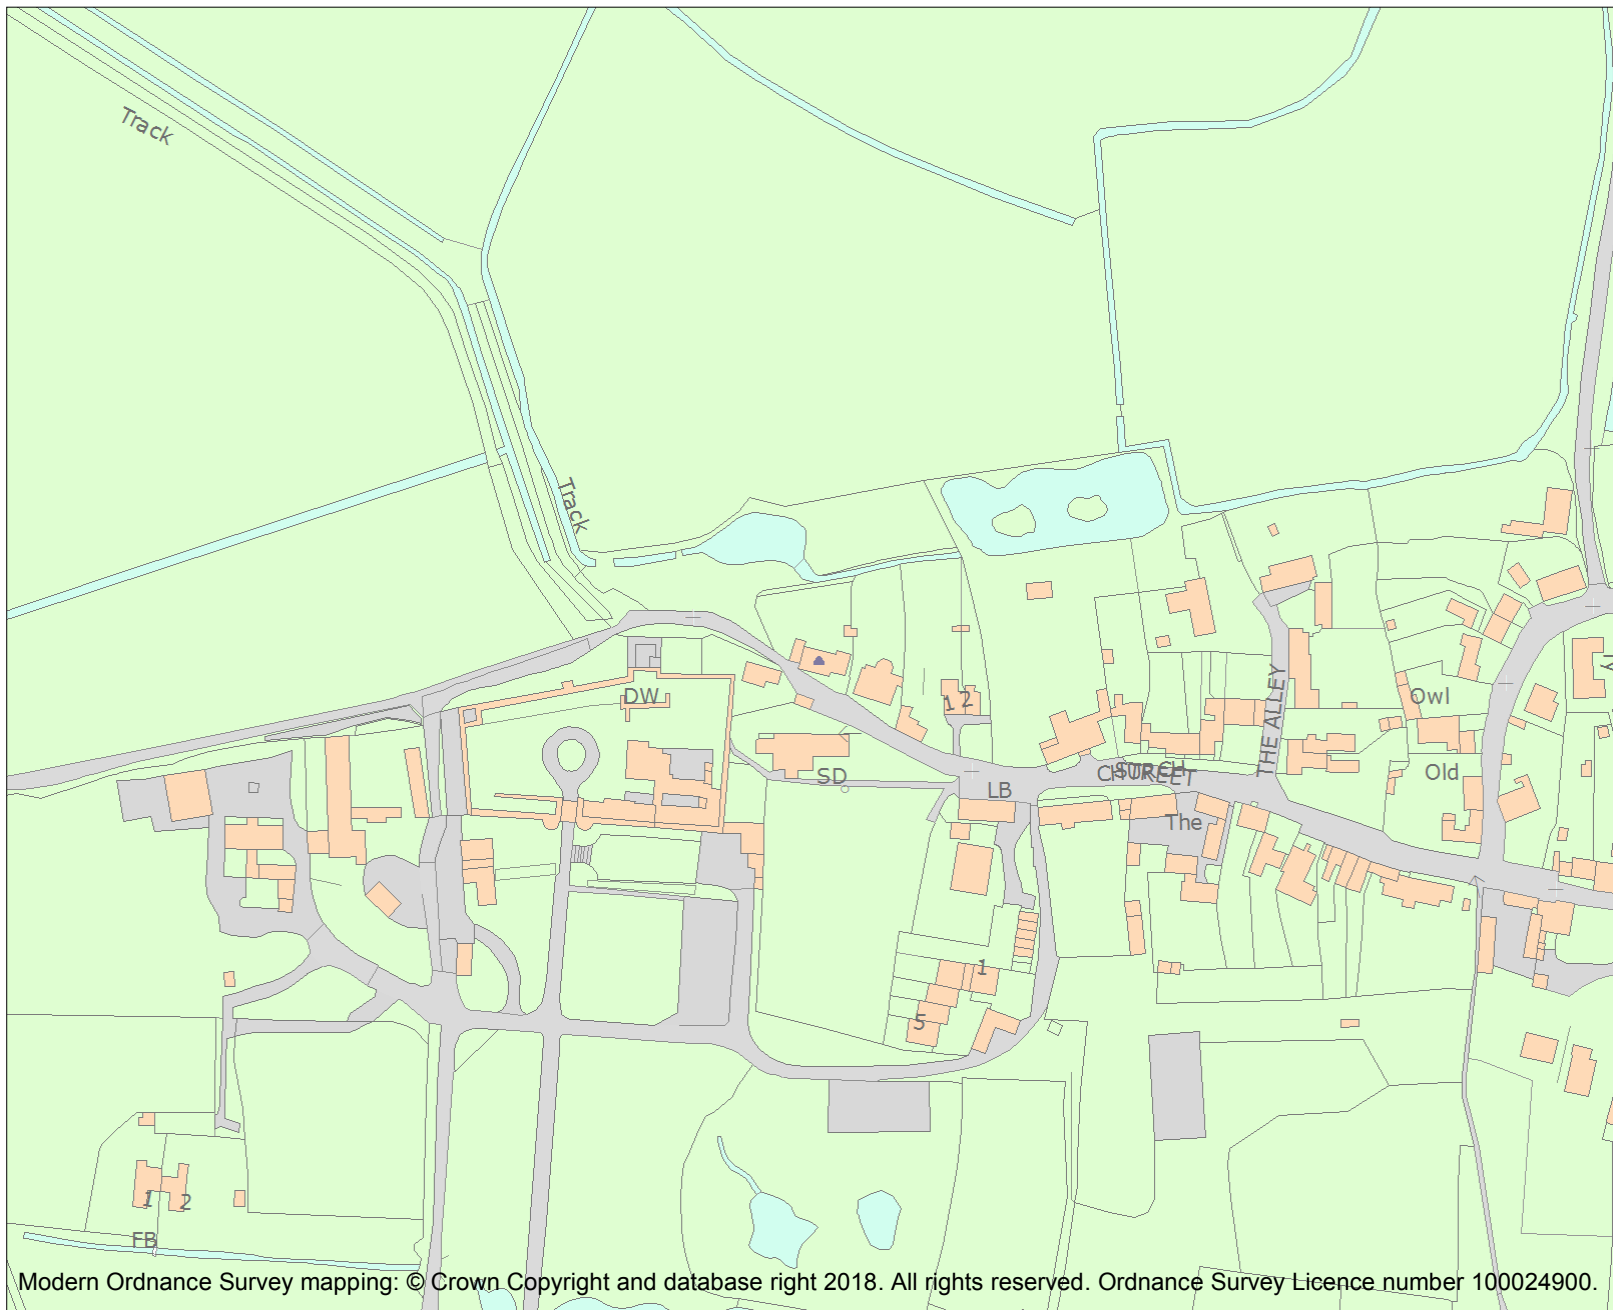 Track
Track
DW
1 2
Owl
THE ALLEY
SD
CHURCH
STREET
Old
LB
The
1
5
1
2
FB
Modern Ordnance Survey mapping: © Crown Copyright and database right 2018. All rights reserved. Ordnance Survey Licence number 100024900.